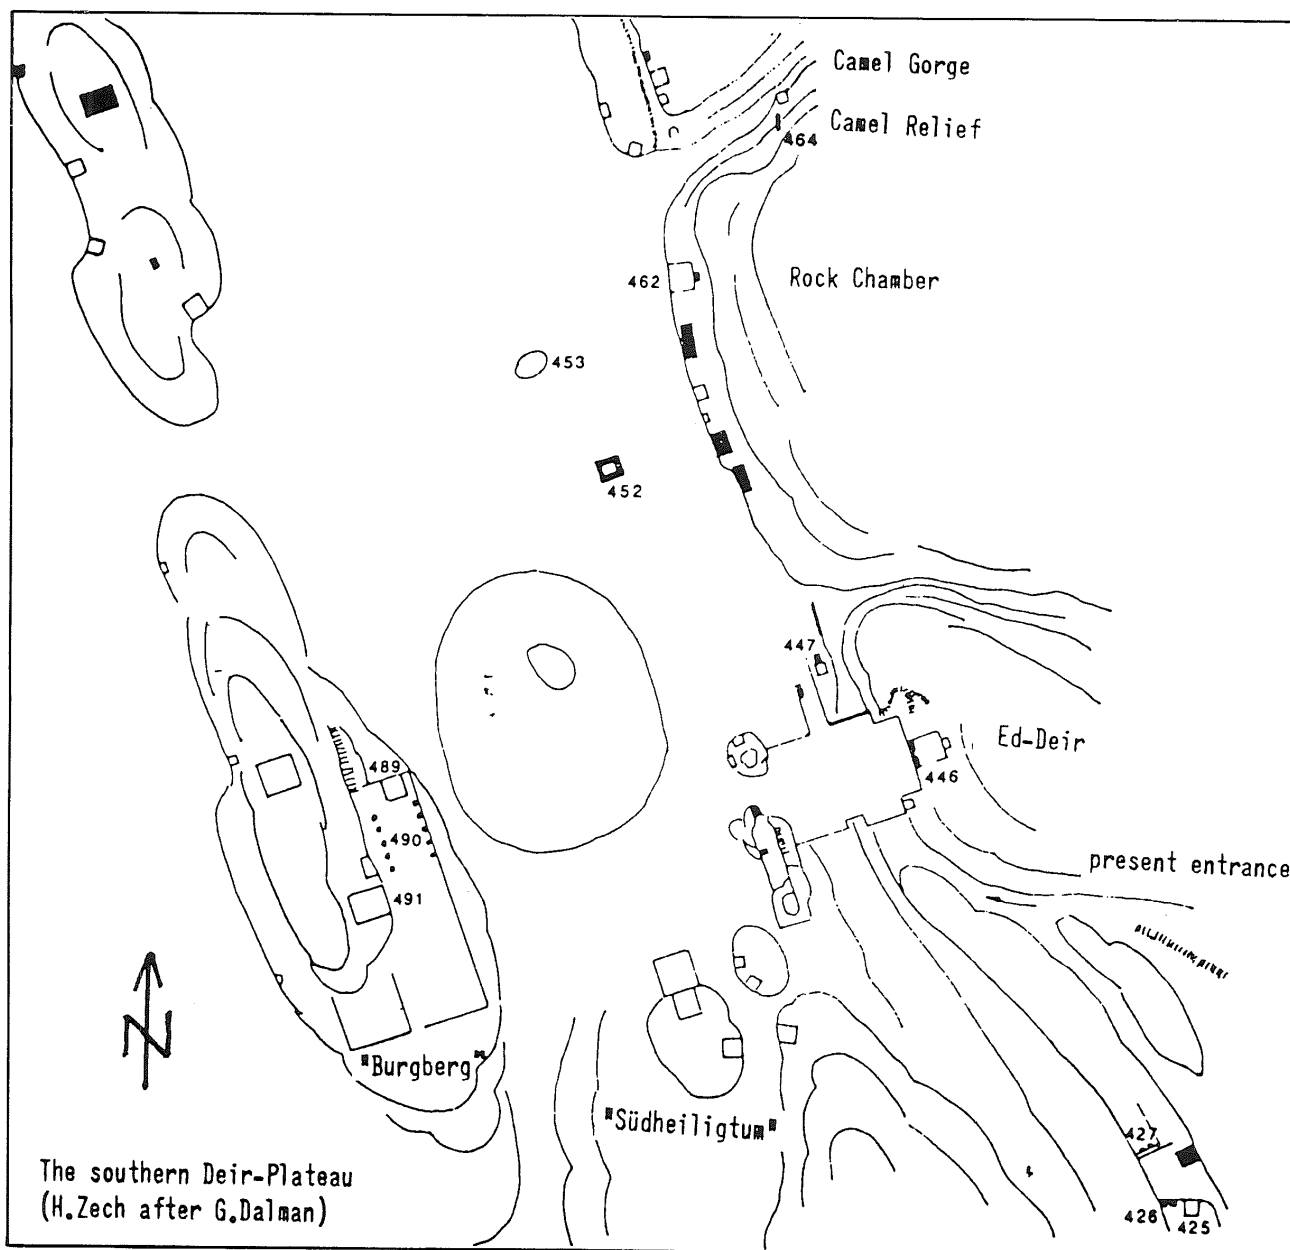 Camel Gorge
Camel Relief
464
462
Rock Chamber
453
452
447
Ed-Deir
446
489
490
present entrance
491
N
"Burgberg"
"Südheiligtum"
427
The southern Deir-Plateau
(H.Zech after G.Dalman)
426
425